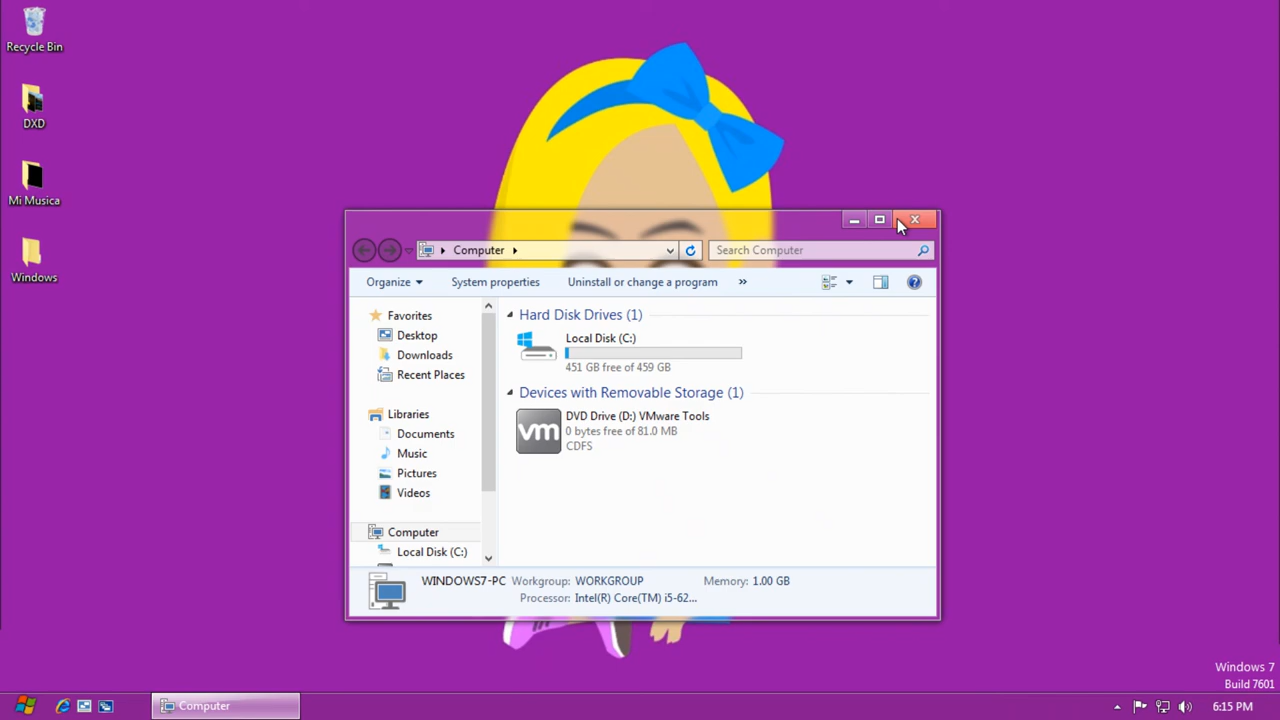 Recycle Bin
DXD
Mi Musica
Windows
Computer
Search Computer
Organize
System properties
Uninstall or change a program
»
Favorites
Desktop
Downloads
Recent Places
Libraries
Documents
Music
Pictures
Videos
Computer
Local Disk (C:)
Hard Disk Drives (1)
Local Disk (C:)
451 GB free of 459 GB
Devices with Removable Storage (1)
vm
DVD Drive (D:) VMware Tools
0 bytes free of 81.0 MB
CDFS
WINDOWS7-PC Workgroup: WORKGROUP Memory: 1.00 GB
Processor: Intel(R) Core(TM) i5-62...
Windows 7
Build 7601
Computer
6:15 PM